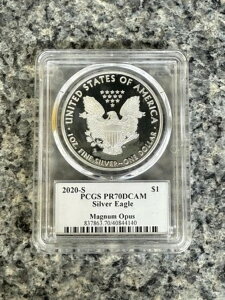 UNITED STATES OF AMERICA
1 OZ. FINE SILVER~ONE DOLLAR
2020-S $1
PCGS PR70DCAM
Silver Eagle
Magnum Opus
837863.70/40844140